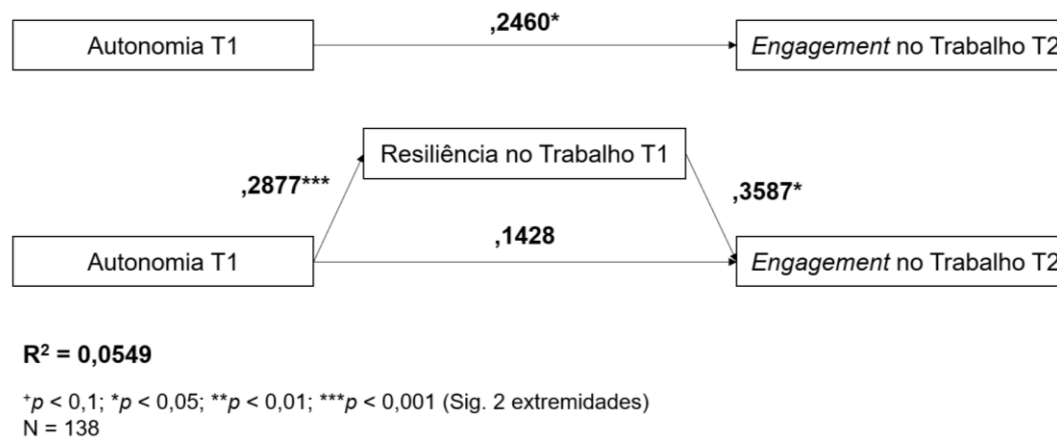 ,2460*
Autonomia T1
Engagement no Trabalho T2
Resiliência no Trabalho T1
,2877***
,3587*
,1428
Autonomia T1
Engagement no Trabalho T2
R² = 0,0549
⁺p < 0,1; *p < 0,05; **p < 0,01; ***p < 0,001 (Sig. 2 extremidades)
N = 138